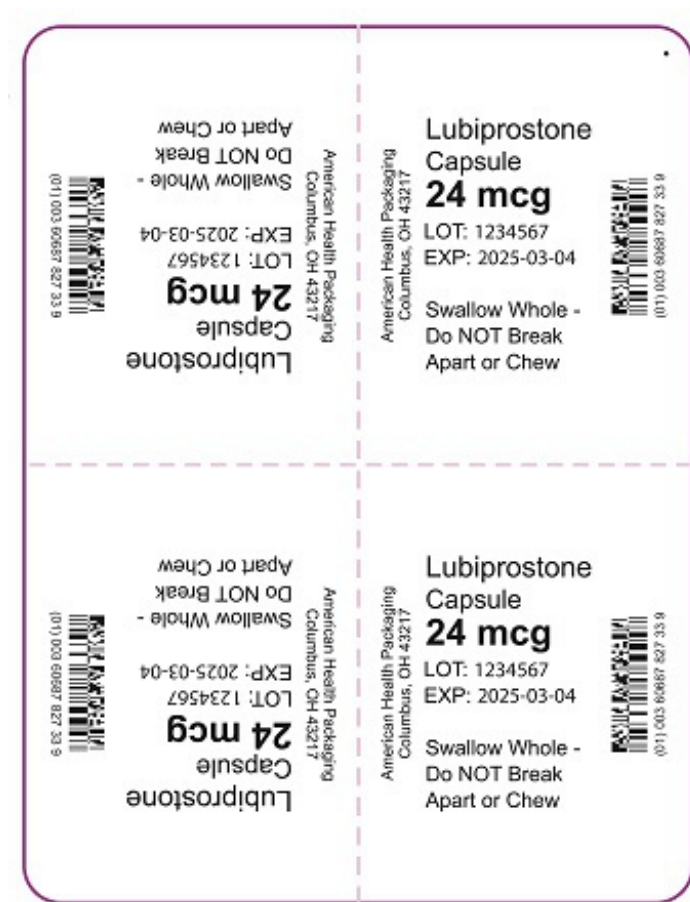 Lubiprostone
Capsule
24 mcg
LOT: 1234567
EXP: 2025-03-04
Swallow Whole -
Do NOT Break
Apart or Chew
American Health Packaging
Columbus, OH 43217
(01) 003 60687 827 33 9
Lubiprostone
Capsule
24 mcg
LOT: 1234567
EXP: 2025-03-04
Swallow Whole -
Do NOT Break
Apart or Chew
American Health Packaging
Columbus, OH 43217
(01) 003 60687 827 33 9
Lubiprostone
Capsule
24 mcg
LOT: 1234567
EXP: 2025-03-04
Swallow Whole -
Do NOT Break
Apart or Chew
American Health Packaging
Columbus, OH 43217
(01) 003 60687 827 33 9
Lubiprostone
Capsule
24 mcg
LOT: 1234567
EXP: 2025-03-04
Swallow Whole -
Do NOT Break
Apart or Chew
American Health Packaging
Columbus, OH 43217
(01) 003 60687 827 33 9